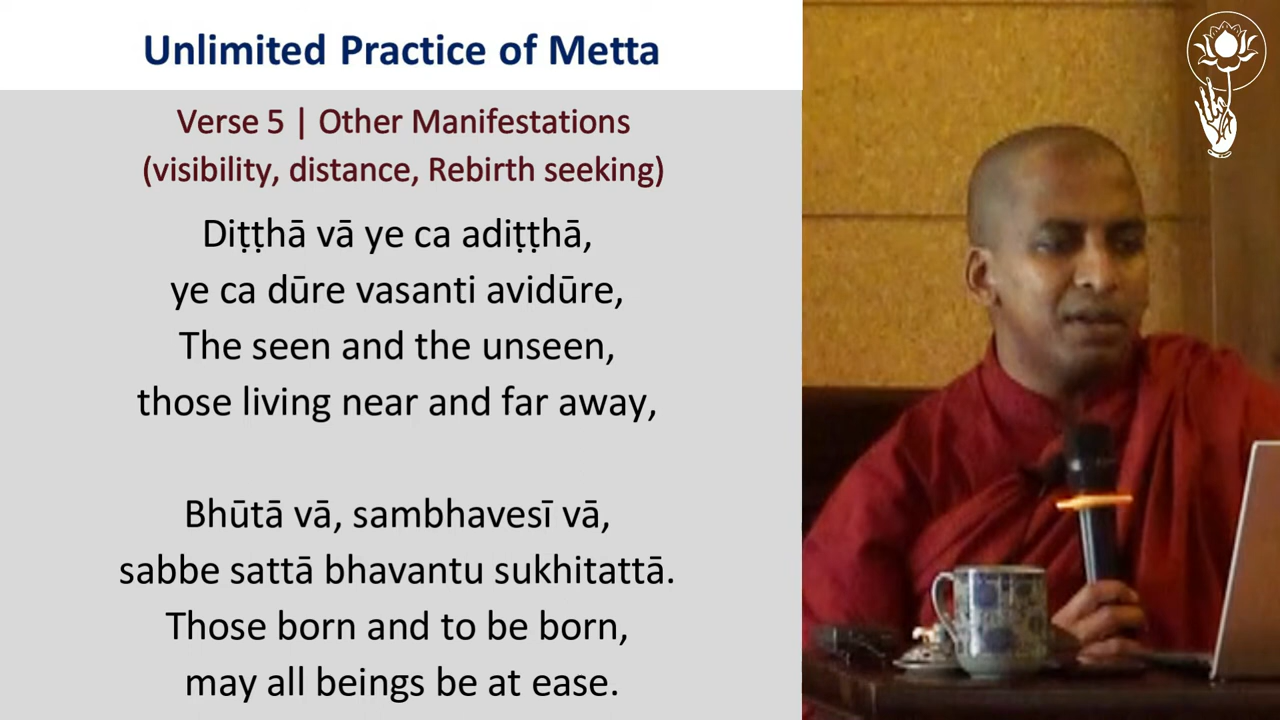 Unlimited Practice of Metta
Verse 5 | Other Manifestations
(visibility, distance, Rebirth seeking)
Diṭṭhā vā ye ca adiṭṭhā,
ye ca dūre vasanti avidūre,
The seen and the unseen,
those living near and far away,
Bhūtā vā, sambhavesī vā,
sabbe sattā bhavantu sukhitattā.
Those born and to be born,
may all beings be at ease.